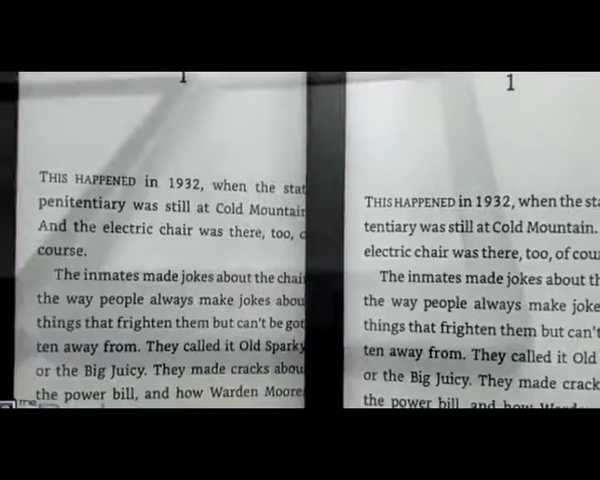 1
THIS HAPPENED in 1932, when the stat
penitentiary was still at Cold Mountain
And the electric chair was there, too, c
course.
The inmates made jokes about the chai
the way people always make jokes abou
things that frighten them but can't be got
ten away from. They called it Old Sparky
or the Big Juicy. They made cracks abou
the power bill, and how Warden Moore
me
1
THIS HAPPENED in 1932, when the sta
tentiary was still at Cold Mountain.
electric chair was there, too, of cou
The inmates made jokes about th
the way people always make joke
things that frighten them but can't
ten away from. They called it Old
or the Big Juicy. They made crack
the power bill, and how